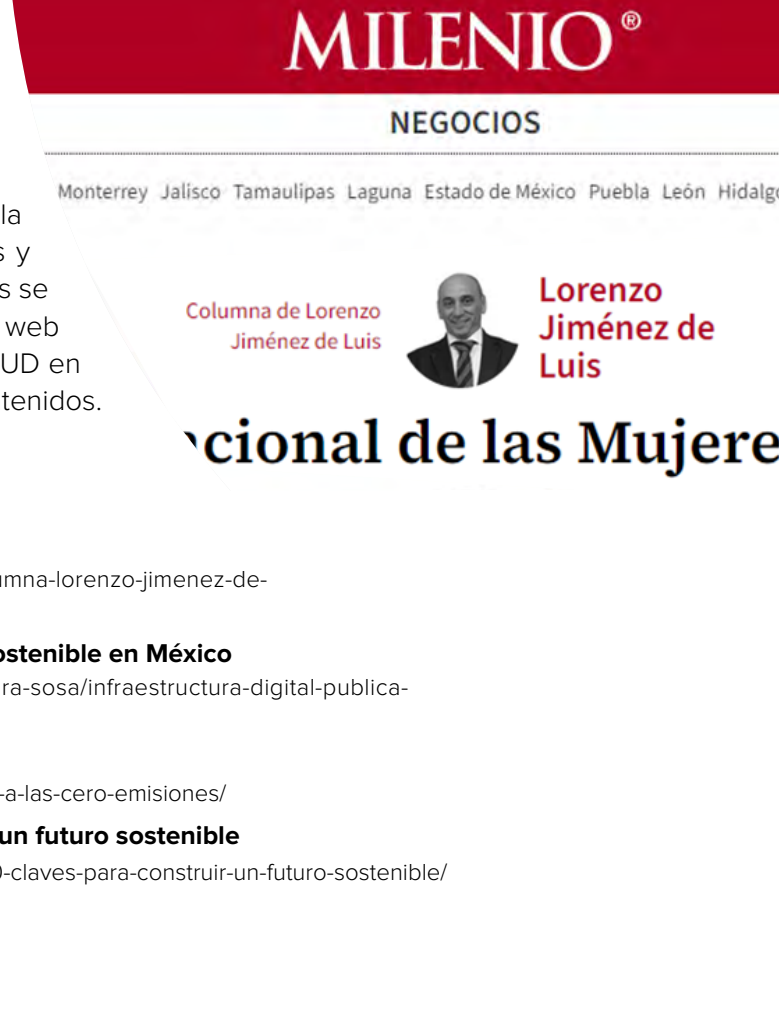 MILENIO®
NEGOCIOS
Monterrey Jalisco Tamaulipas Laguna Estado de México Puebla León Hidalgo
la
s y
s se
web
UD en
tenidos.
Columna de Lorenzo
Jiménez de Luis
Lorenzo
Jiménez de
Luis
cional de las Mujere
umna-lorenzo-jimenez-de-
ostenible en México
ra-sosa/infraestructura-digital-publica-
-a-las-cero-emisiones/
un futuro sostenible
0-claves-para-construir-un-futuro-sostenible/